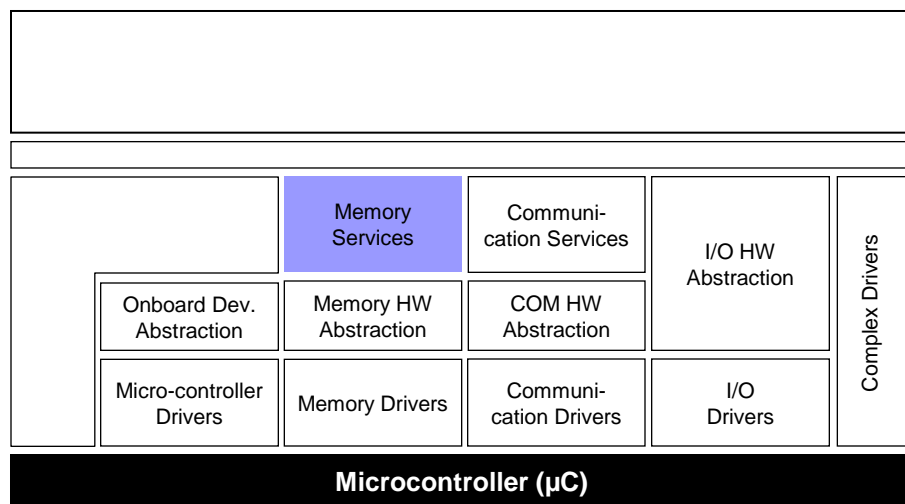 Memory
Services
Communi-
cation Services
I/O HW
Abstraction
Complex Drivers
Onboard Dev.
Abstraction
Memory HW
Abstraction
COM HW
Abstraction
Micro-controller
Drivers
Memory Drivers
Communi-
cation Drivers
I/O
Drivers
Microcontroller (µC)